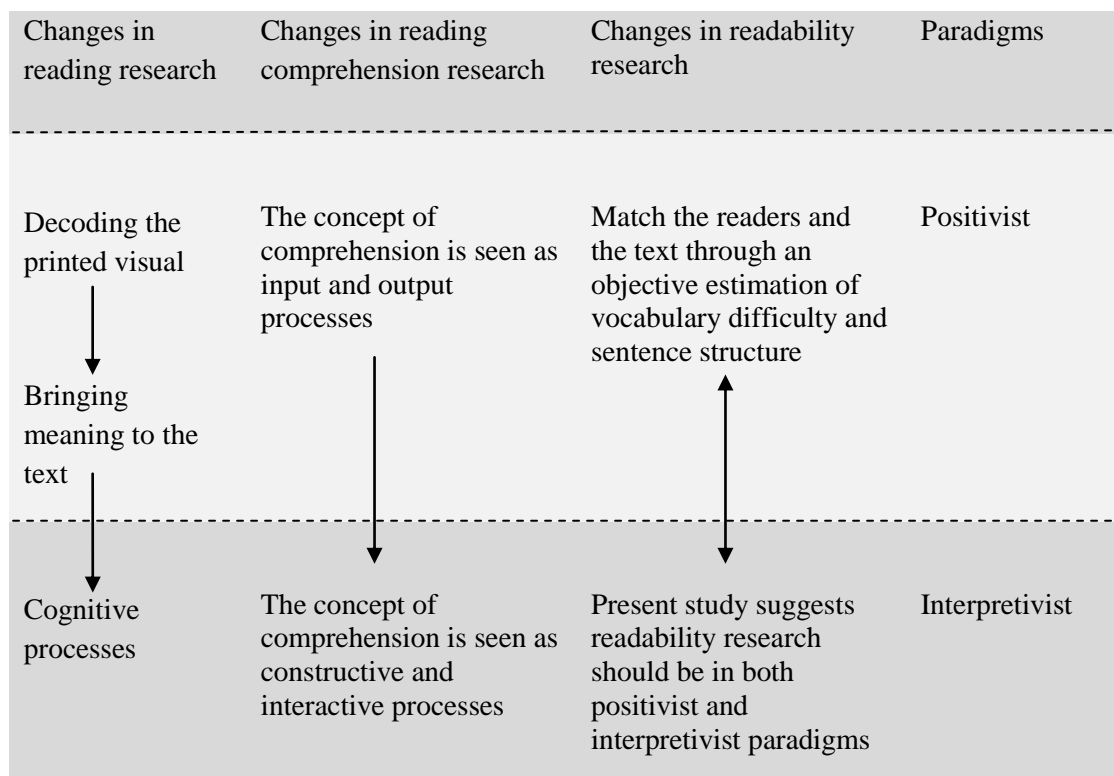 Changes in
reading research
Changes in reading
comprehension research
Changes in readability
research
Paradigms
Decoding the
printed visual
Bringing
meaning to the
text
The concept of
comprehension is seen as
input and output
processes
Match the readers and
the text through an
objective estimation of
vocabulary difficulty and
sentence structure
Positivist
Cognitive
processes
The concept of
comprehension is seen as
constructive and
interactive processes
Present study suggests
readability research
should be in both
positivist and
interpretivist paradigms
Interpretivist